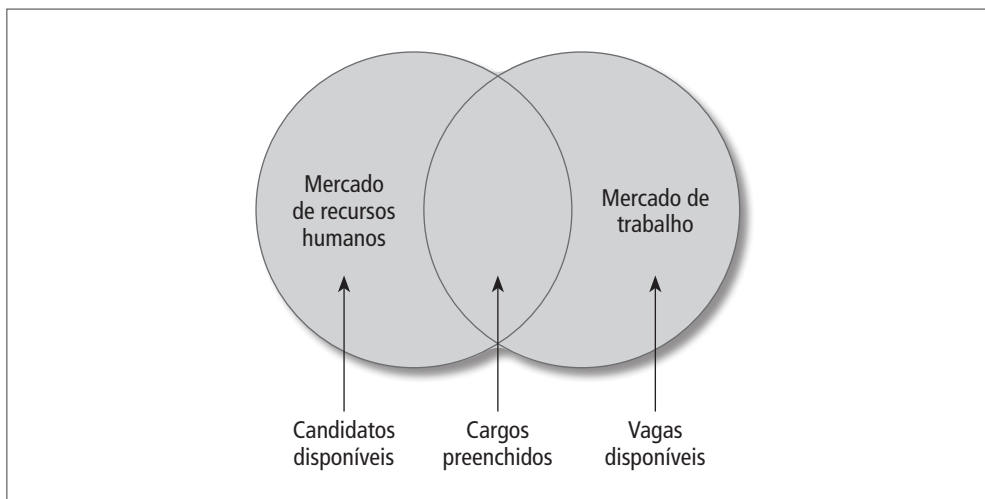 Mercado
de recursos
humanos
Mercado de
trabalho
Candidatos
disponíveis
Cargos
preenchidos
Vagas
disponíveis